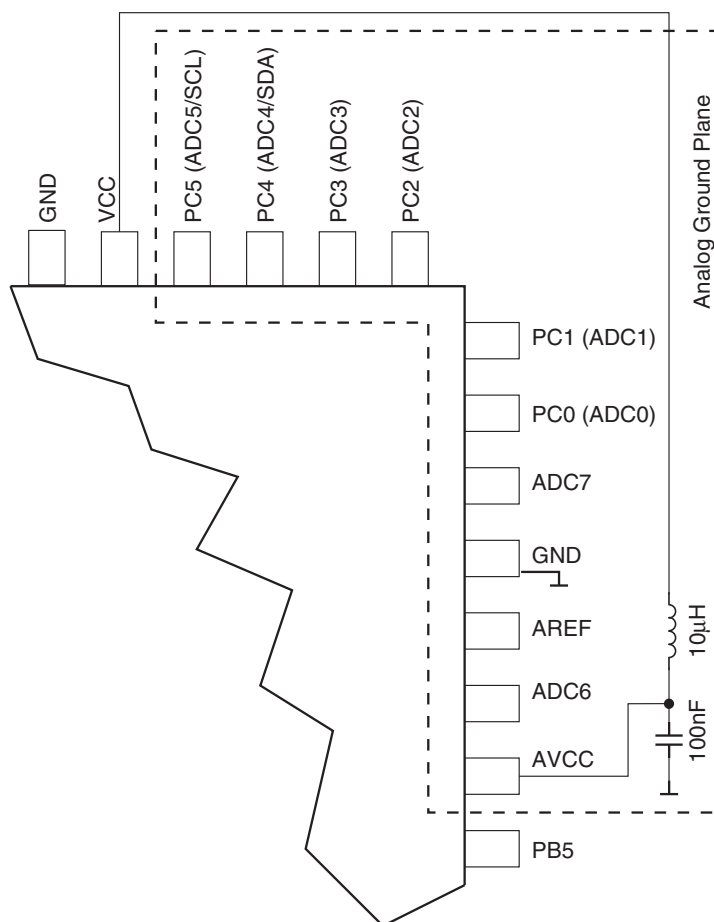 GND
VCC
PC5 (ADC5/SCL)
PC4 (ADC4/SDA)
PC3 (ADC3)
PC2 (ADC2)
Analog Ground Plane
PC1 (ADC1)
PC0 (ADC0)
ADC7
GND
AREF
ADC6
AVCC
PB5
10μH
100nF